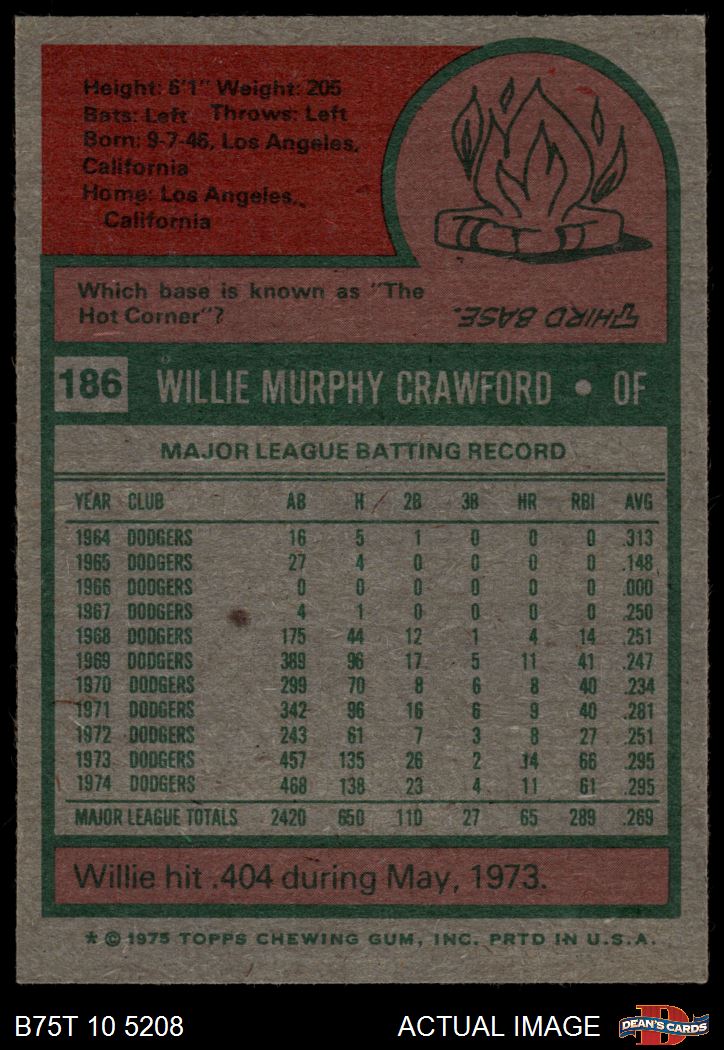 Height: 6'1" Weight: 205
Bats: Left Throws: Left
Born: 9-7-46, Los Angeles,
California
Home: Los Angeles,
California
Which base is known as "The
Hot Corner"?
THIRD BASE.
186 WILLIE MURPHY CRAWFORD • OF
MAJOR LEAGUE BATTING RECORD
YEAR CLUB AB H 2B 3B HR RBI AVG
1964 DODGERS 16 5 1 0 0 0 .313
1965 DODGERS 27 4 0 0 0 0 .148
1966 DODGERS 0 0 0 0 0 0 .000
1967 DODGERS 4 1 0 0 0 0 .250
1968 DODGERS 175 44 12 1 4 14 .251
1969 DODGERS 389 96 17 5 11 41 .247
1970 DODGERS 299 70 8 6 8 40 .234
1971 DODGERS 342 96 16 6 9 40 .281
1972 DODGERS 243 61 7 3 8 27 .251
1973 DODGERS 457 135 26 2 14 66 .295
1974 DODGERS 468 138 23 4 11 61 .295
MAJOR LEAGUE TOTALS 2420 650 110 27 65 289 .269
Willie hit .404 during May, 1973.
* © 1975 TOPPS CHEWING GUM, INC. PRTD IN U.S.A.
B75T 10 5208 ACTUAL IMAGE D DEAN'S CARDS